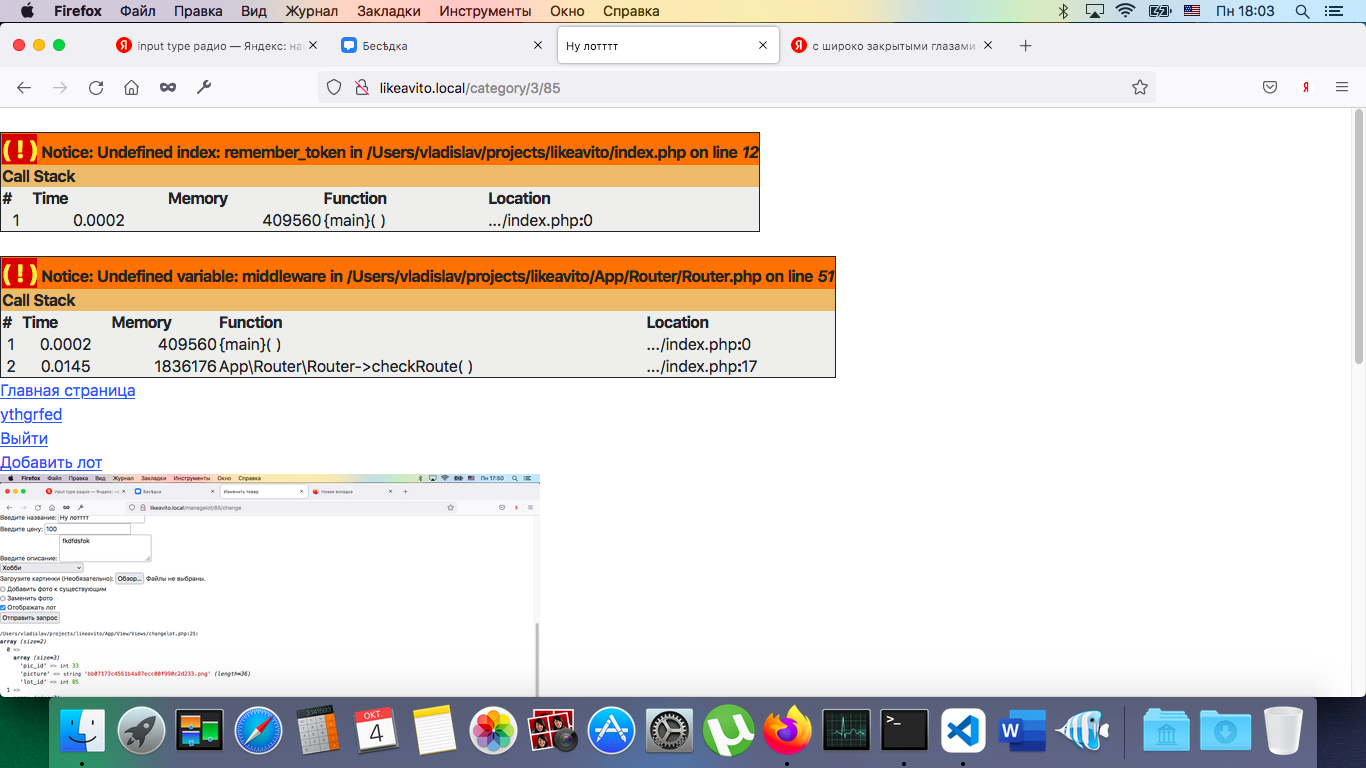 Firefox Файл Правка Вид Журнал Закладки Инструменты Окно Справка Пн 18:03
input type радио — Яндекс: на
Бесѣдка
Ну лотттт
с широко закрытыми глазами
likeavito.local/category/3/85
(!) Notice: Undefined index: remember_token in /Users/vladislav/projects/likeavito/index.php on line 12
Call Stack
# Time Memory Function Location
1 0.0002 409560 {main}( ) .../index.php:0
(!) Notice: Undefined variable: middleware in /Users/vladislav/projects/likeavito/App/Router/Router.php on line 51
Call Stack
# Time Memory Function Location
1 0.0002 409560 {main}( ) .../index.php:0
2 0.0145 1836176 App\Router\Router->checkRoute( ) .../index.php:17
Главная страница
ythgrfed
Выйти
Добавить лот
Firefox Файл Правка Вид Журнал Закладки Инструменты Окно Справка Пн 17:50
input type радио — Яндекс: на
Бесѣдка
Изменить товар
Новая вкладка
likeavito.local/managelot/85/change
Введите название: Ну лотттт
Введите цену: 100
fkdfdsfok
Введите описание:
Хобби
Загрузите картинки (Необязательно): Обзор... Файлы не выбраны.
Добавить фото к существующим
Заменить фото
Отображать лот
Отправить запрос
/Users/vladislav/projects/likeavito/App/View/Views/changelot.php:25:
array (size=2)
0 =>
array (size=3)
'pic_id' => int 33
'picture' => string 'bb07173c4561b4a87ecc00f990c2d233.png' (length=36)
'lot_id' => int 85
1 =>
ОКТ.
4